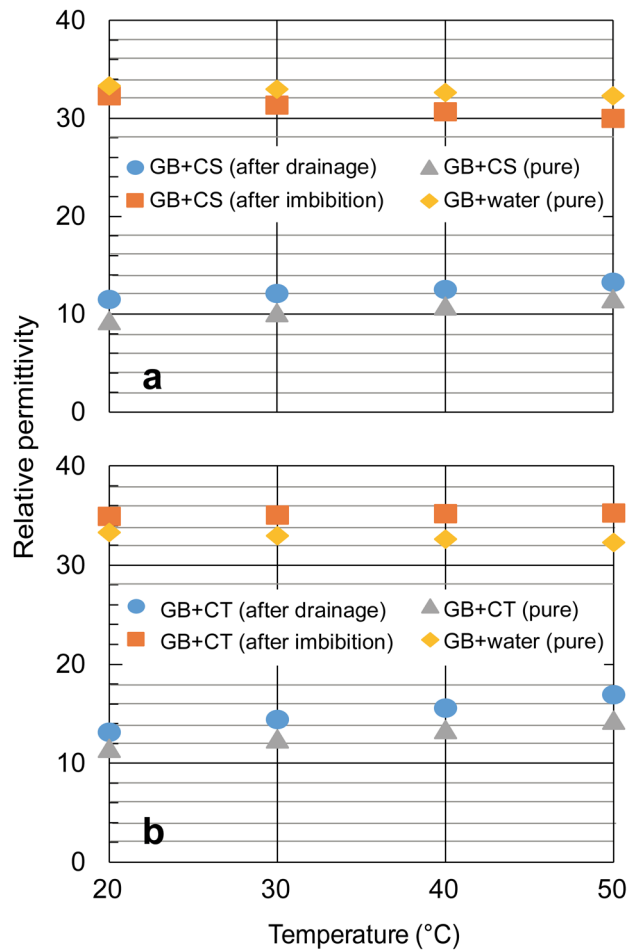 40
30
GB+CS (after drainage) GB+CS (pure)
GB+CS (after imbibition) GB+water (pure)
20
10
a
0
Relative permittivity
40
30
GB+CT (after drainage) GB+CT (pure)
GB+CT (after imbibition) GB+water (pure)
20
10
b
0
20 30 40 50
Temperature (°C)